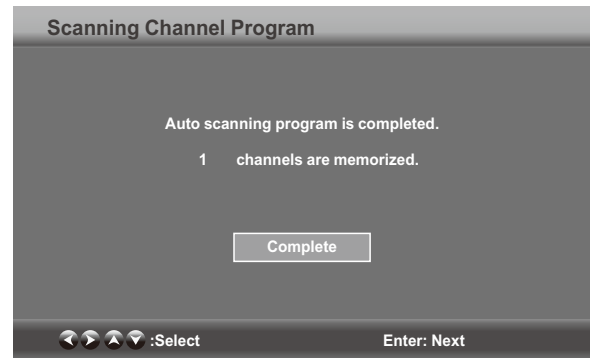 Scanning Channel Program
Auto scanning program is completed.
1 channels are memorized.
Complete
:Select Enter: Next